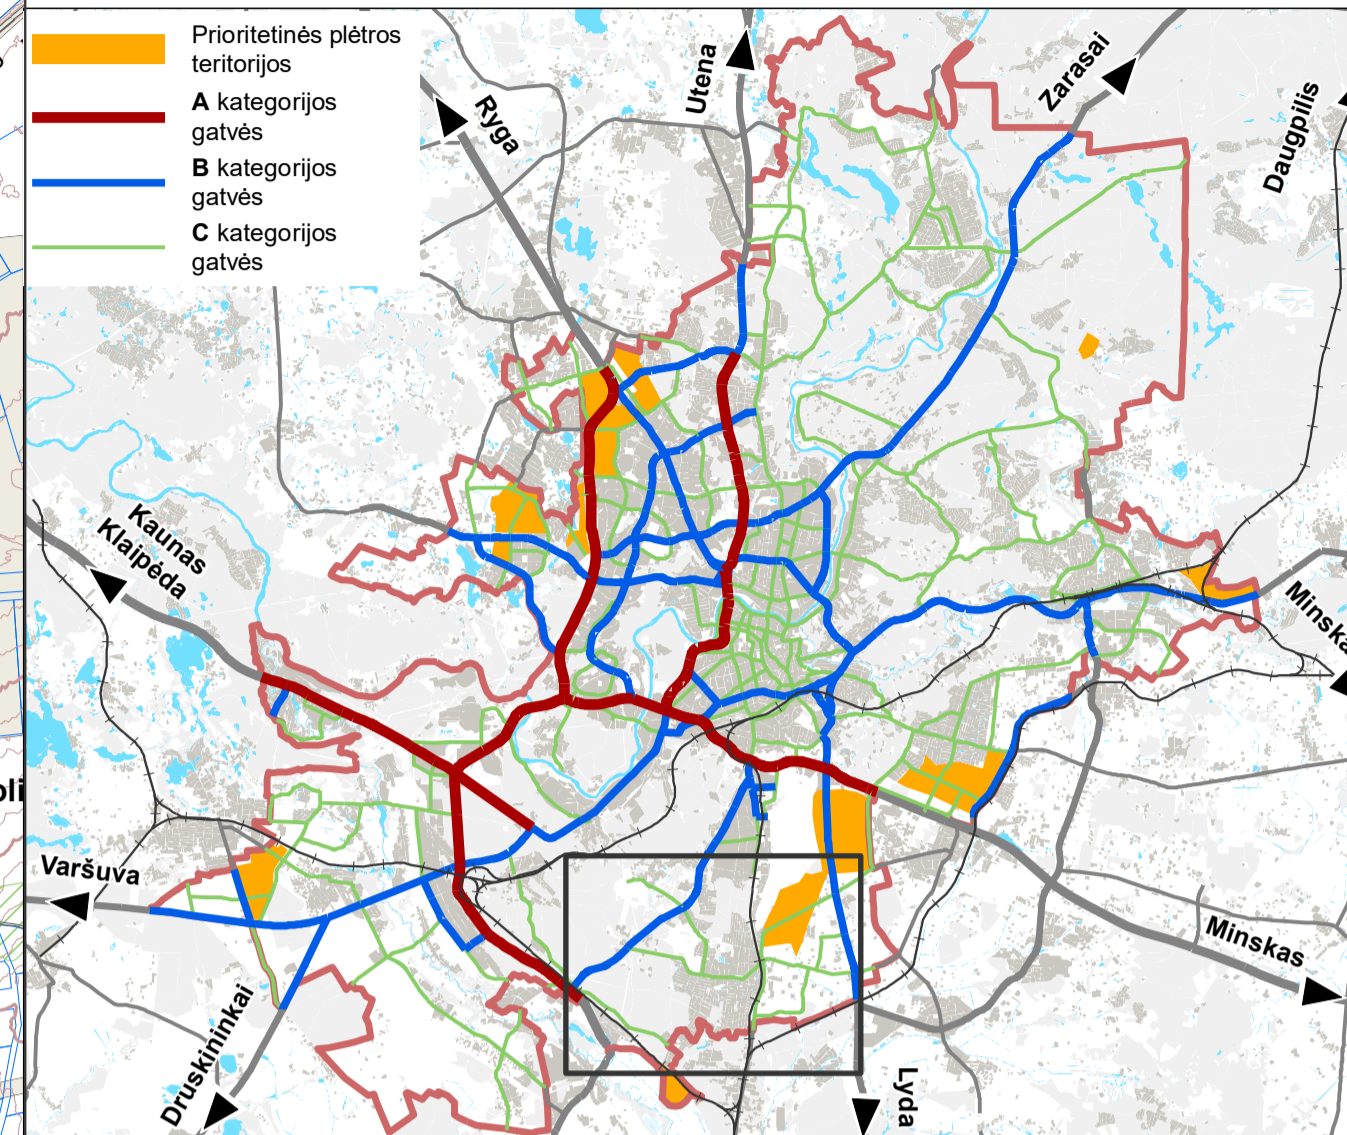 Prioritetinės plėtros
teritorijos
A kategorijos
gatvės
B kategorijos
gatvės
C kategorijos
gatvės
Ryga
Utena
Zarasai
Daugpilis
Kaunas
Klaipėda
Minskas
oli
Varšuva
Minskas
Druskininkai
Lyda